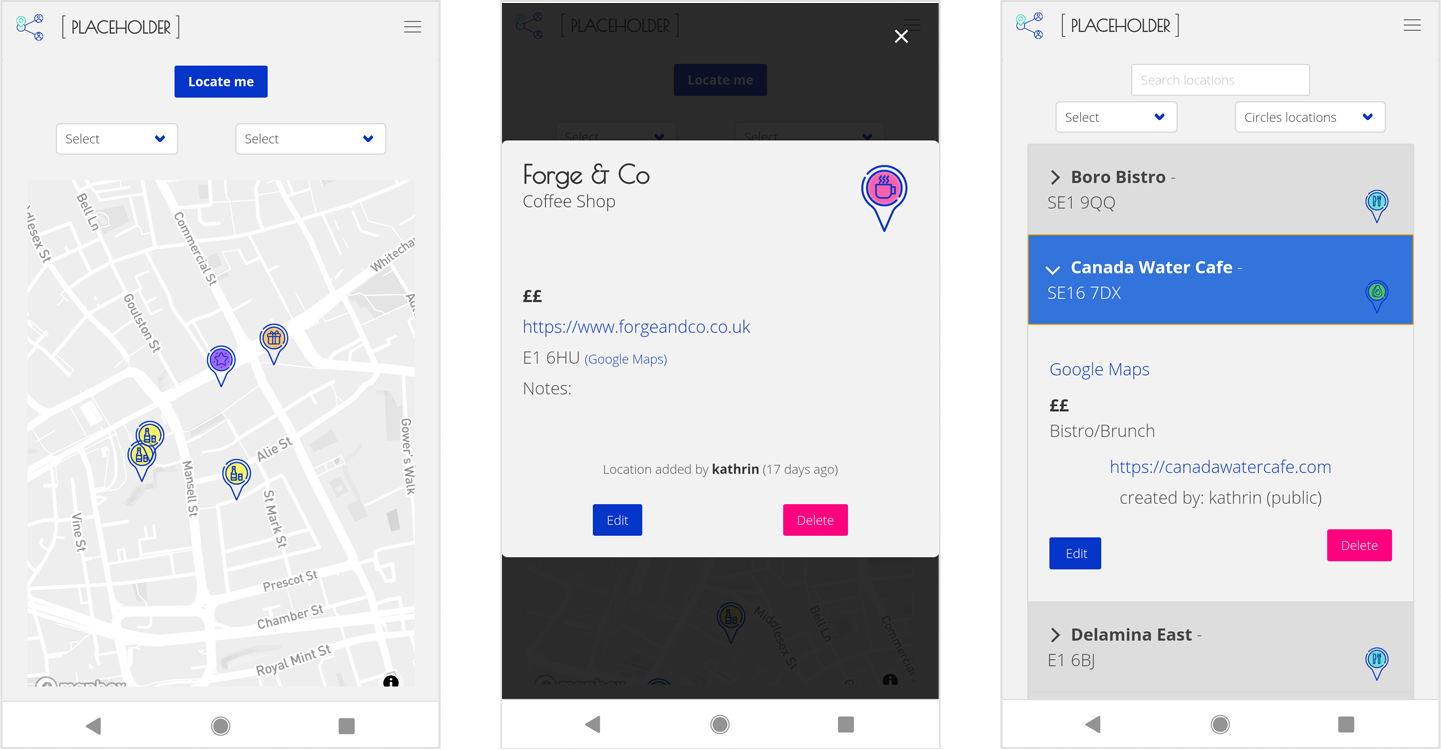 [ PLACEHOLDER ]
Locate me
Select
Select
Bell Ln
Commercial St
Goulston St
Mansell St
Alie St
St Mark St
Gower's Walk
Vine St
Prescot St
Chamber St
Royal Mint St
mapbox
[ PLACEHOLDER ]
Locate me
Select
Select
Forge & Co
Coffee Shop
££
https://www.forgeandco.co.uk
E1 6HU (Google Maps)
Notes:
Location added by kathrin (17 days ago)
Edit
Delete
Middlesex St
Bell Ln
[ PLACEHOLDER ]
Search locations
Select
Circles locations
Boro Bistro -
SE1 9QQ
Canada Water Cafe -
SE16 7DX
Google Maps
££
Bistro/Brunch
https://canadawatercafe.com
created by: kathrin (public)
Edit
Delete
Delamina East -
E1 6BJ